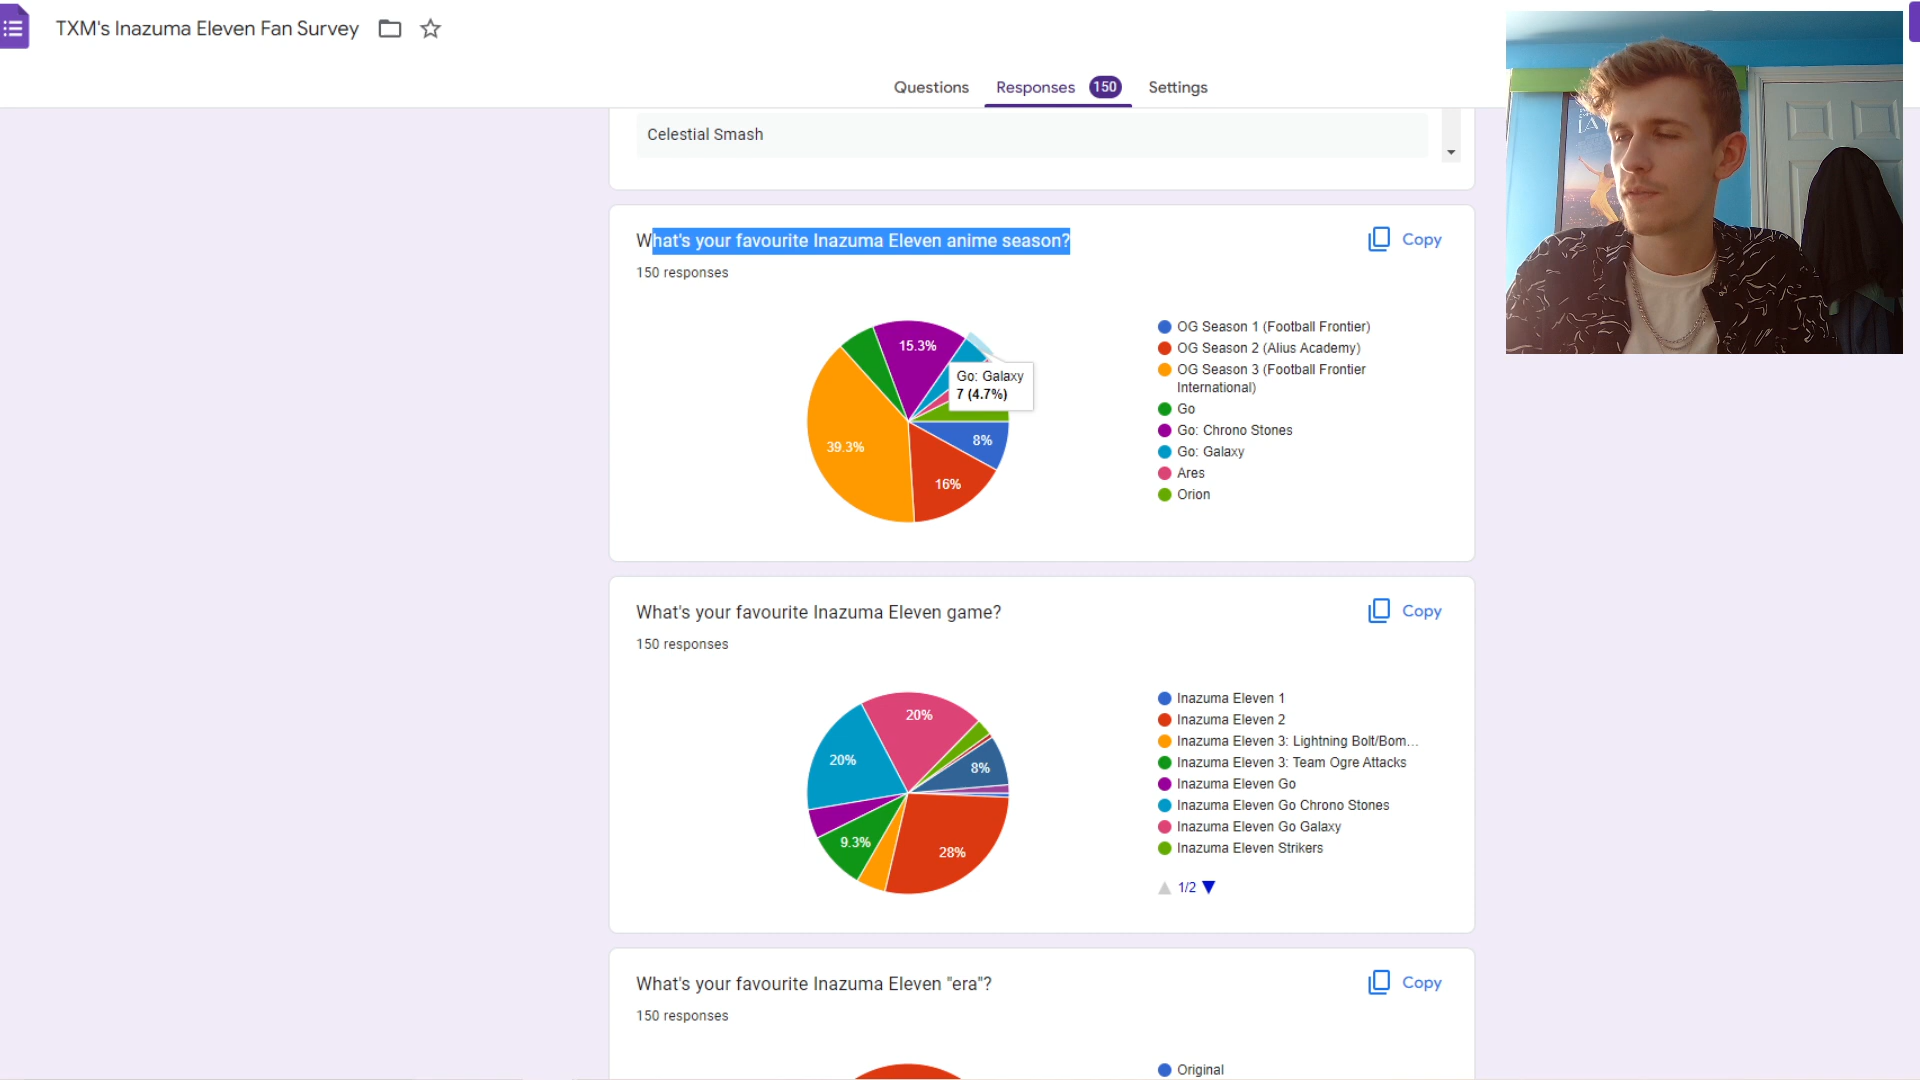 TXM's Inazuma Eleven Fan Survey
Questions
Responses 150
Settings
Celestial Smash
What's your favourite Inazuma Eleven anime season?
Copy
150 responses
15.3%
Go: Galaxy
7 (4.7%)
39.3%
8%
16%
OG Season 1 (Football Frontier)
OG Season 2 (Alius Academy)
OG Season 3 (Football Frontier
International)
Go
Go: Chrono Stones
Go: Galaxy
Ares
Orion
What's your favourite Inazuma Eleven game?
Copy
150 responses
20%
20%
8%
9.3%
28%
Inazuma Eleven 1
Inazuma Eleven 2
Inazuma Eleven 3: Lightning Bolt/Bom...
Inazuma Eleven 3: Team Ogre Attacks
Inazuma Eleven Go
Inazuma Eleven Go Chrono Stones
Inazuma Eleven Go Galaxy
Inazuma Eleven Strikers
1/2
What's your favourite Inazuma Eleven "era"?
Copy
150 responses
Original